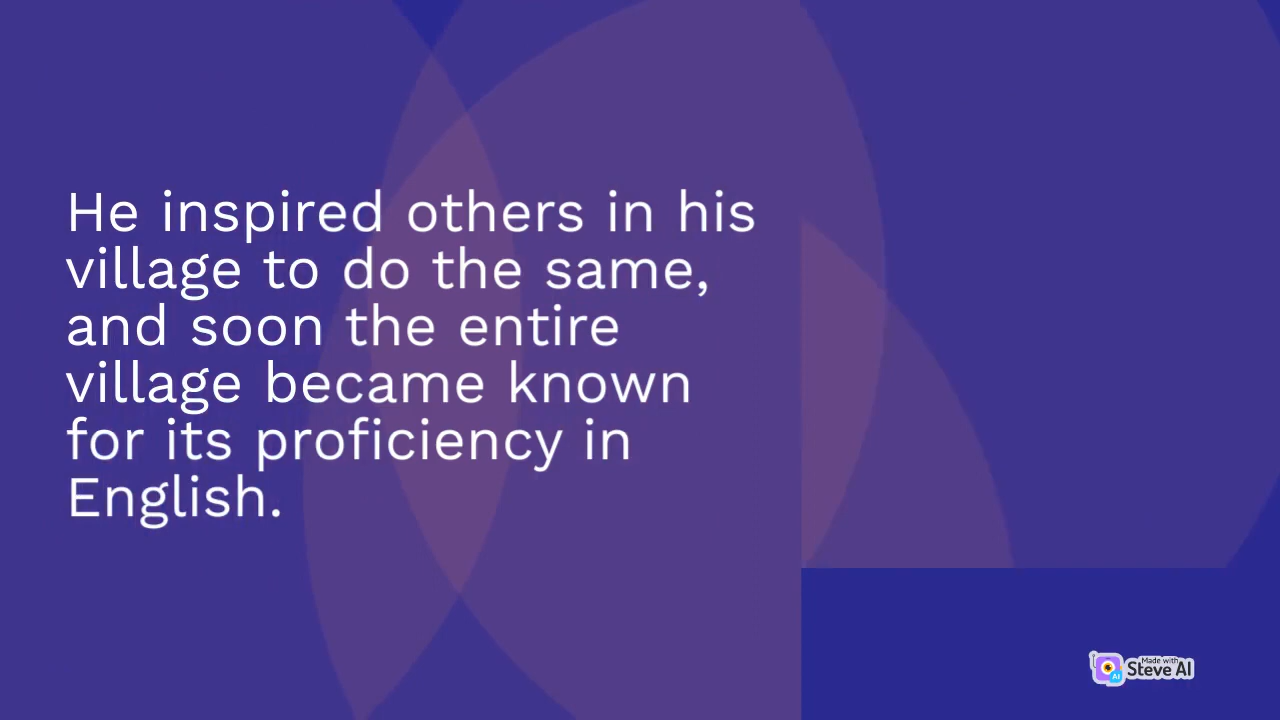 He inspired others in his
village to do the same,
and soon the entire
village became known
for its proficiency in
English.
Made with
Steve AI
AI